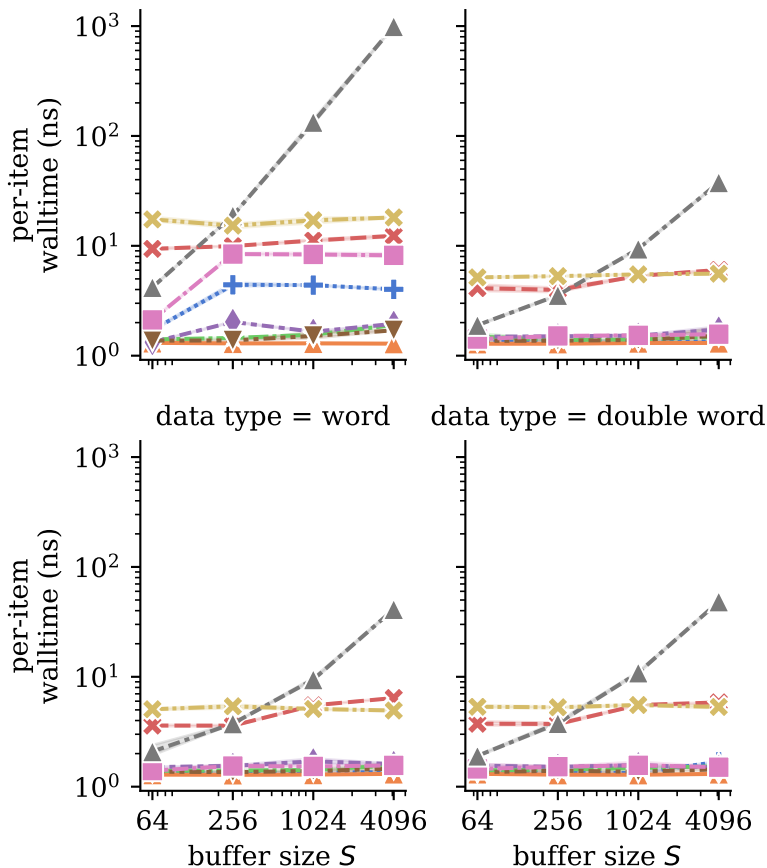 10³
10²
10¹
10⁰
per-item
walltime (ns)
data type = word
data type = double word
10³
10²
10¹
10⁰
per-item
walltime (ns)
64 256 1024 4096
64 256 1024 4096
buffer size S
buffer size S